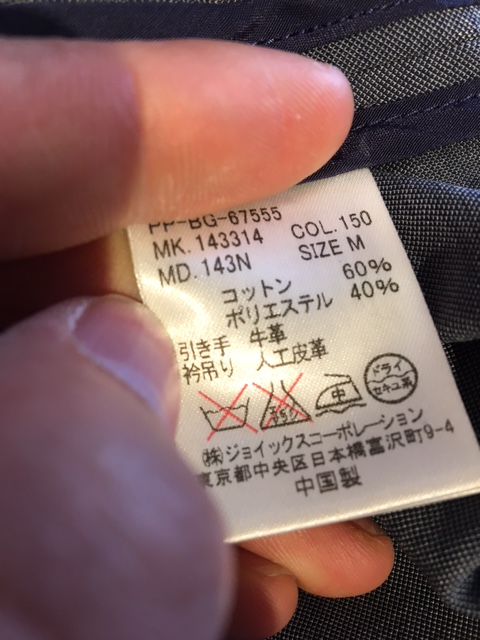 PP-BG-67555
MK.143314 COL.150
MD.143N SIZE M
コットン 60%
ポリエステル 40%
引き手 牛革
衿吊り 人工皮革
中
ドライ
セキユ系
(株)ジョイックスコーポレーション
東京都中央区日本橋富沢町9-4
中国製